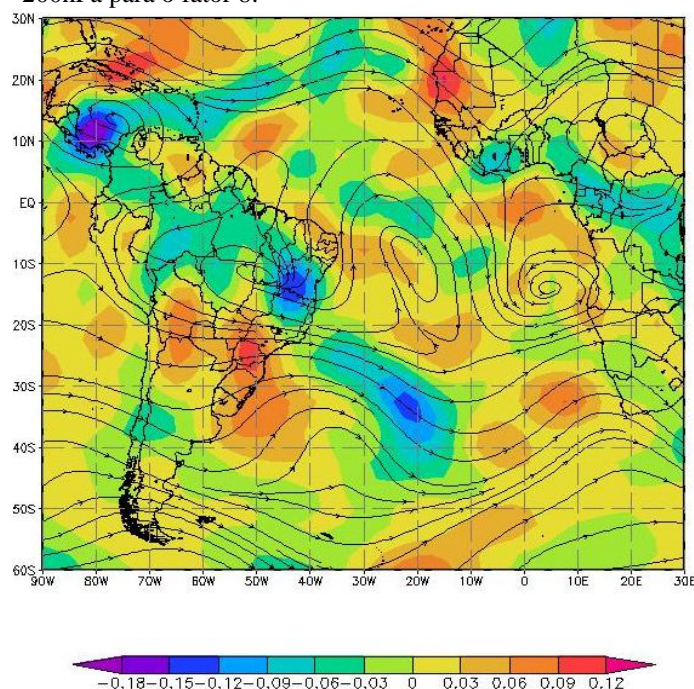 200hPa para o fator 6.
30N
20N
10N
EQ
10S
20S
30S
40S
50S
60S
90W 80W 70W 60W 50W 40W 30W 20W 10W 0 10E 20E 30E
-0.18 -0.15 -0.12 -0.09 -0.06 -0.03 0 0.03 0.06 0.09 0.12